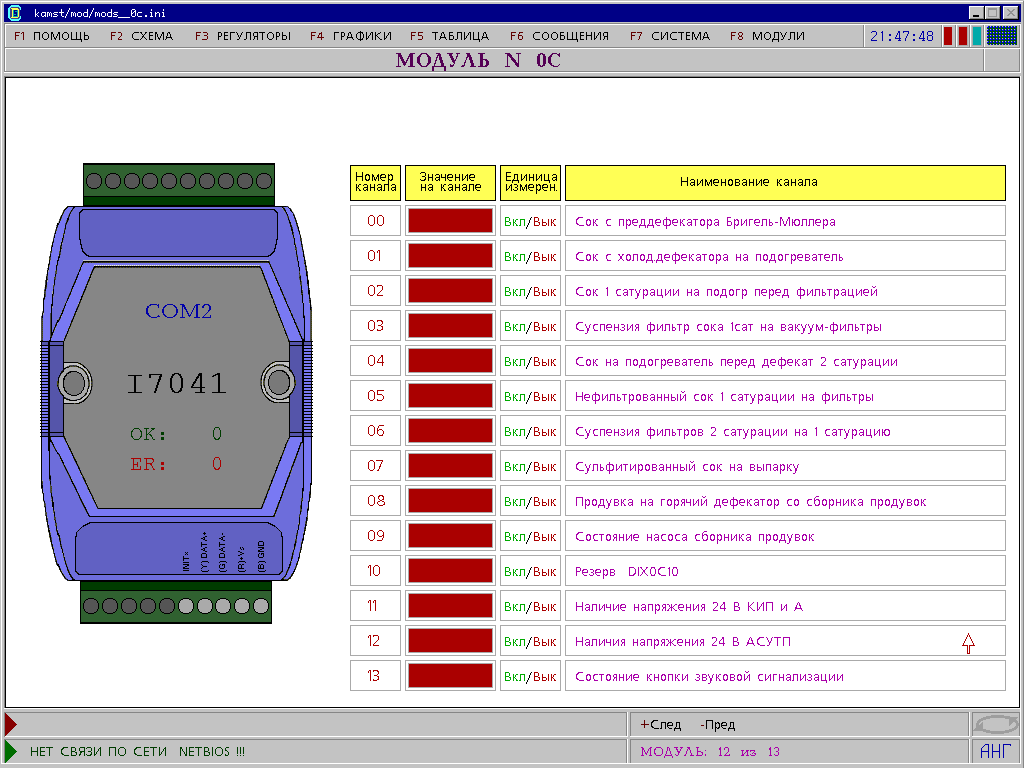 kamst/mod/mods__0c.ini
F1 ПОМОЩЬ F2 СХЕМА F3 РЕГУЛЯТОРЫ F4 ГРАФИКИ F5 ТАБЛИЦА F6 СООБЩЕНИЯ F7 СИСТЕМА F8 МОДУЛИ 21:47:48
МОДУЛЬ N 0C
COM2
I7041
OK: 0
ER: 0
INIT*
(Y) DATA+
(G) DATA-
(R)+Vs
(B) GND
Номер канала Значение на канале Единица измерен. Наименование канала
00 Вкл/Вык Сок с преддефекатора Бригель-Мюллера
01 Вкл/Вык Сок с холод.дефекатора на подогреватель
02 Вкл/Вык Сок 1 сатурации на подогр перед фильтрацией
03 Вкл/Вык Суспензия фильтр сока 1сат на вакуум-фильтры
04 Вкл/Вык Сок на подогреватель перед дефекат 2 сатурации
05 Вкл/Вык Нефильтрованный сок 1 сатурации на фильтры
06 Вкл/Вык Суспензия фильтров 2 сатурации на 1 сатурацию
07 Вкл/Вык Сульфитированный сок на выпарку
08 Вкл/Вык Продувка на горячий дефекатор со сборника продувок
09 Вкл/Вык Состояние насоса сборника продувок
10 Вкл/Вык Резерв DIX0C10
11 Вкл/Вык Наличие напряжения 24 В КИП и А
12 Вкл/Вык Наличия напряжения 24 В АСУТП
13 Вкл/Вык Состояние кнопки звуковой сигнализации
+След -Пред
НЕТ СВЯЗИ ПО СЕТИ NETBIOS !!! МОДУЛЬ: 12 из 13 АНГ